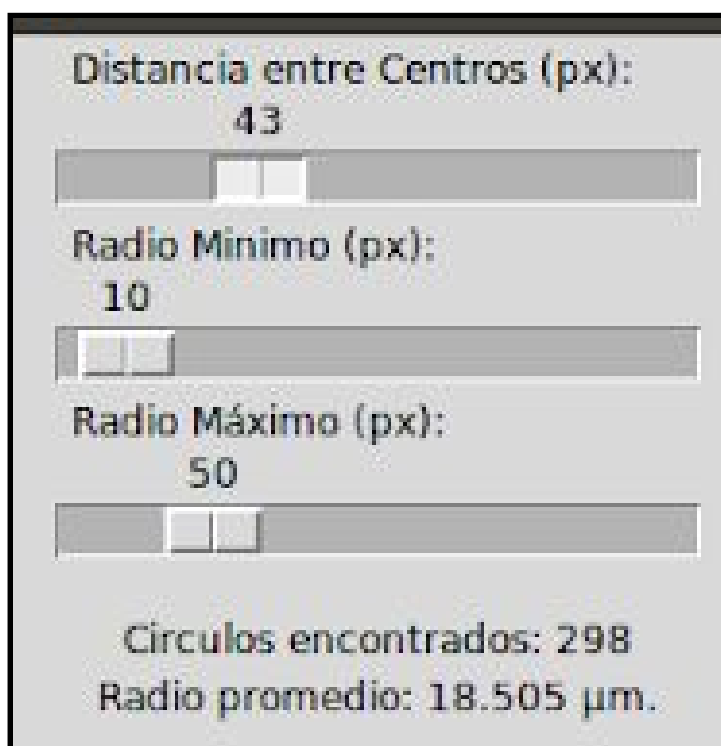 Distancia entre Centros (px):
43
Radio Minimo (px):
10
Radio Máximo (px):
50
Circulos encontrados: 298
Radio promedio: 18.505 µm.